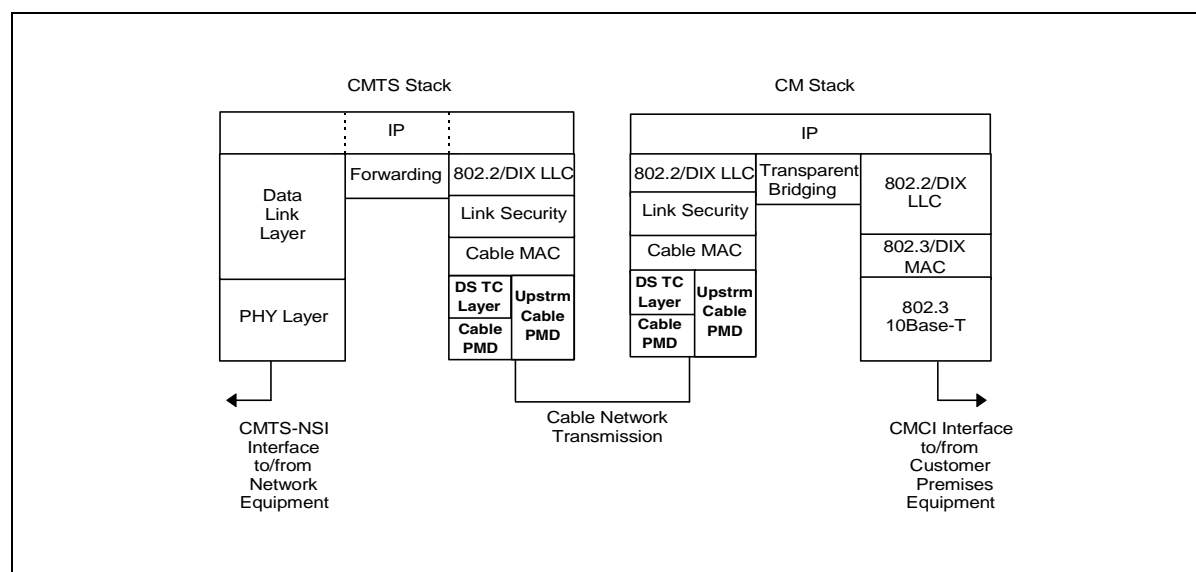 CMTS Stack
CM Stack
IP
IP
Data
Link
Layer
Forwarding
802.2/DIX LLC
Link Security
Cable MAC
PHY Layer
DS TC
Layer
Cable
PMD
Upstrm
Cable
PMD
802.2/DIX LLC
Link Security
Cable MAC
DS TC
Layer
Cable
PMD
Upstrm
Cable
PMD
Transparent
Bridging
802.2/DIX
LLC
802.3/DIX
MAC
802.3
10Base-T
CMTS-NSI
Interface
to/from
Network
Equipment
Cable Network
Transmission
CMCI Interface
to/from
Customer
Premises
Equipment